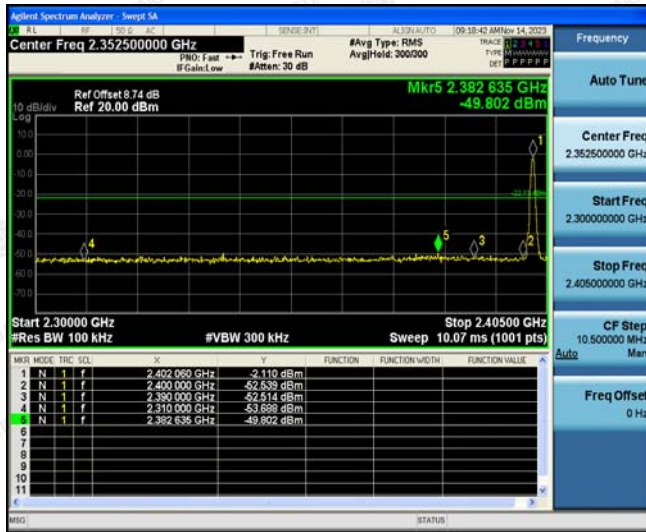 Agilent Spectrum Analyzer - Swept SA
RL RF 50 Ω AC SENSE:INT ALIGNAUTO 09:18:42 AM Nov 14, 2023
Center Freq 2.352500000 GHz
PNO: Fast
IFGain:Low
Trig: Free Run
#Atten: 30 dB
#Avg Type: RMS
Avg|Hold: 300/300
TRACE 1 2 3 4 5
TYPE
DET P P P P P
Ref Offset 8.74 dB
Ref 20.00 dBm
10 dB/div
Log
Mkr5 2.382 635 GHz
-49.802 dBm
10.0
0.00
-10.0
-20.0
-30.0
-40.0
-50.0
-60.0
-70.0
1
4
5
3
2
Start 2.30000 GHz
#Res BW 100 kHz
#VBW 300 kHz
Stop 2.40500 GHz
Sweep 10.07 ms (1001 pts)
MKR MODE TRC SCL X Y FUNCTION FUNCTION WIDTH FUNCTION VALUE
1 N 1 f 2.402 060 GHz -2.110 dBm
2 N 1 f 2.400 000 GHz -52.539 dBm
3 N 1 f 2.390 000 GHz -52.514 dBm
4 N 1 f 2.310 000 GHz -53.688 dBm
5 N 1 f 2.382 635 GHz -49.802 dBm
6
7
8
9
10
11
MSG STATUS
Frequency
Auto Tune
Center Freq
2.352500000 GHz
Start Freq
2.300000000 GHz
Stop Freq
2.405000000 GHz
CF Step
10.500000 MHz
Auto Man
Freq Offset
0 Hz